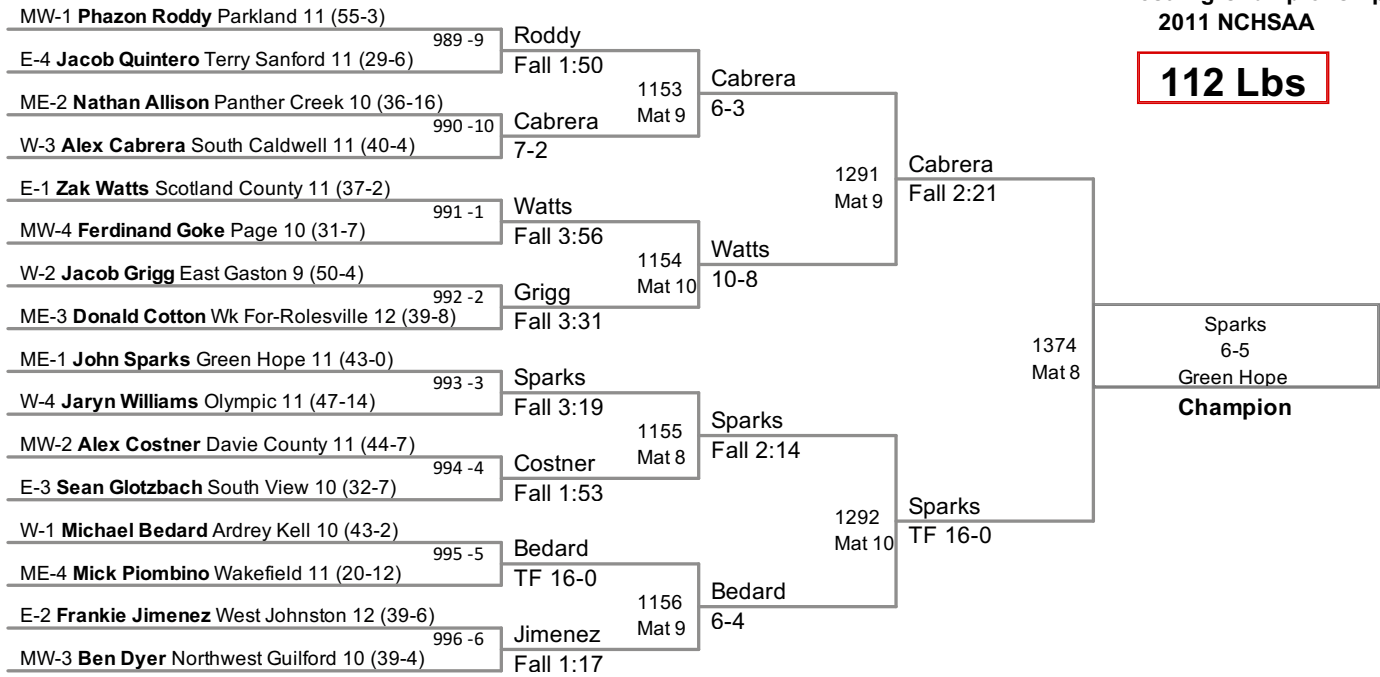 2011 NCHSAA
112 Lbs
MW-1 Phazon Roddy Parkland 11 (55-3)
989 -9
E-4 Jacob Quintero Terry Sanford 11 (29-6)
Roddy
Fall 1:50
ME-2 Nathan Allison Panther Creek 10 (36-16)
990 -10
W-3 Alex Cabrera South Caldwell 11 (40-4)
Cabrera
7-2
1153
Mat 9
Cabrera
6-3
E-1 Zak Watts Scotland County 11 (37-2)
991 -1
MW-4 Ferdinand Goke Page 10 (31-7)
Watts
Fall 3:56
W-2 Jacob Grigg East Gaston 9 (50-4)
992 -2
ME-3 Donald Cotton Wk For-Rolesville 12 (39-8)
Grigg
Fall 3:31
1154
Mat 10
Watts
10-8
1291
Mat 9
Cabrera
Fall 2:21
ME-1 John Sparks Green Hope 11 (43-0)
993 -3
W-4 Jaryn Williams Olympic 11 (47-14)
Sparks
Fall 3:19
MW-2 Alex Costner Davie County 11 (44-7)
994 -4
E-3 Sean Glotzbach South View 10 (32-7)
Costner
Fall 1:53
1155
Mat 8
Sparks
Fall 2:14
W-1 Michael Bedard Ardrey Kell 10 (43-2)
995 -5
ME-4 Mick Piombino Wakefield 11 (20-12)
Bedard
TF 16-0
E-2 Frankie Jimenez West Johnston 12 (39-6)
996 -6
MW-3 Ben Dyer Northwest Guilford 10 (39-4)
Jimenez
Fall 1:17
1156
Mat 9
Bedard
6-4
1292
Mat 10
Sparks
TF 16-0
1374
Mat 8
Sparks
6-5
Green Hope
Champion